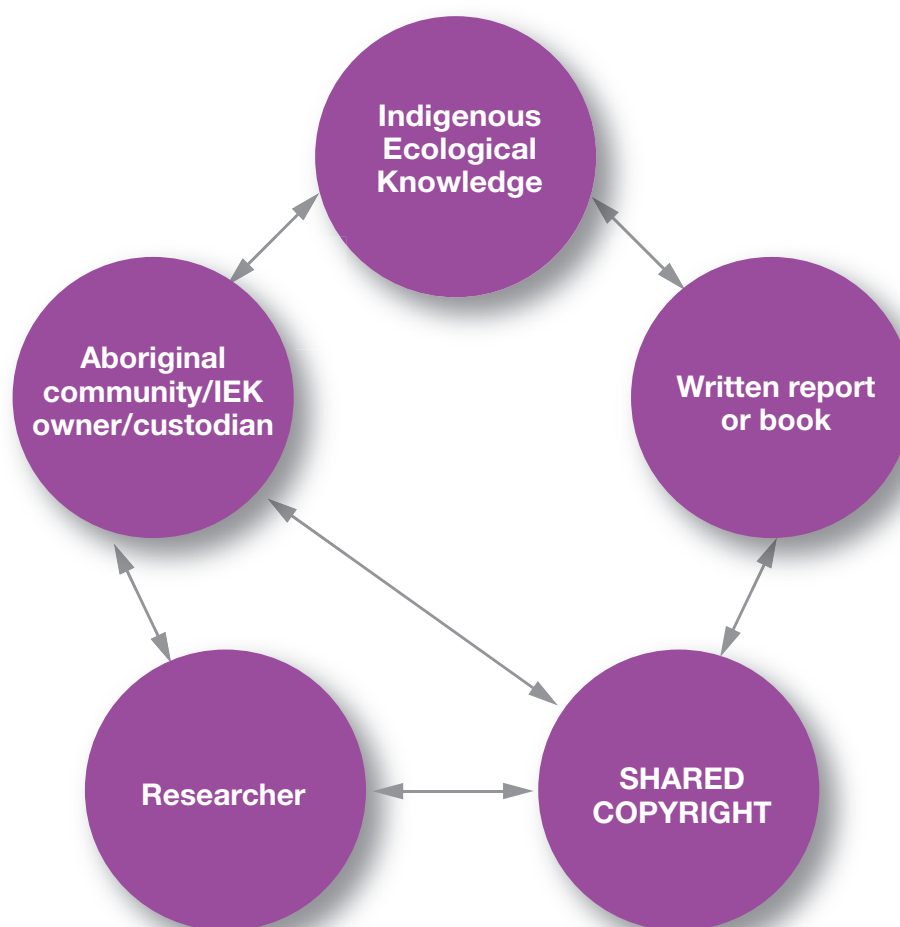 Indigenous
Ecological
Knowledge
Aboriginal
community/IEK
owner/custodian
Written report
or book
Researcher
SHARED
COPYRIGHT